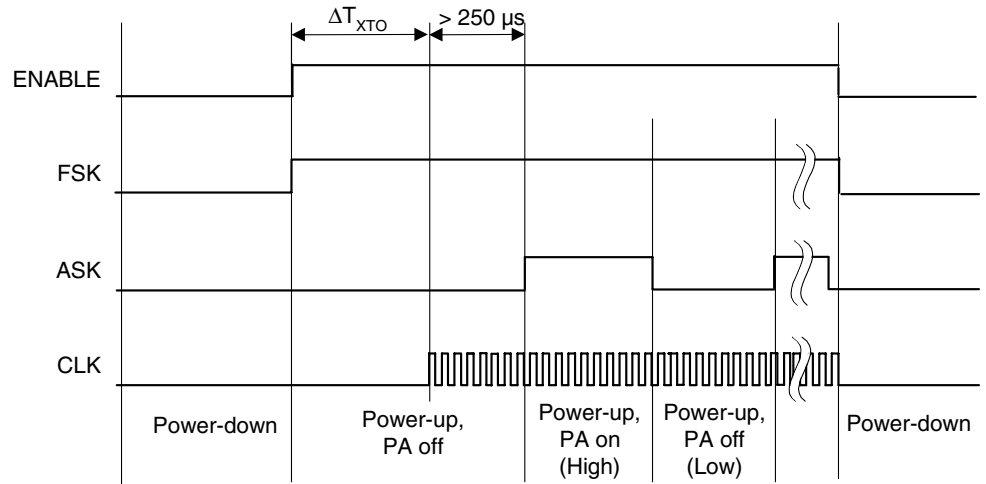 ΔT_XTO
> 250 µs
ENABLE
FSK
ASK
CLK
Power-down
Power-up,
PA off
Power-up,
PA on
(High)
Power-up,
PA off
(Low)
Power-down